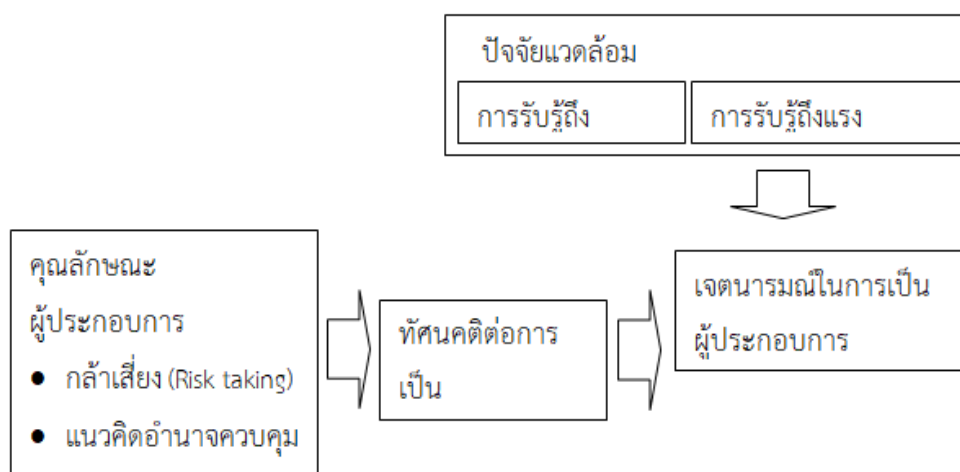 ปัจจัยแวดล้อม
การรับรู้ถึง
การรับรู้ถึงแรง
คุณลักษณะ
ผู้ประกอบการ
● กล้าเสี่ยง (Risk taking)
● แนวคิดอำนาจควบคุม
ทัศนคติต่อการ
เป็น
เจตนารมณ์ในการเป็น
ผู้ประกอบการ